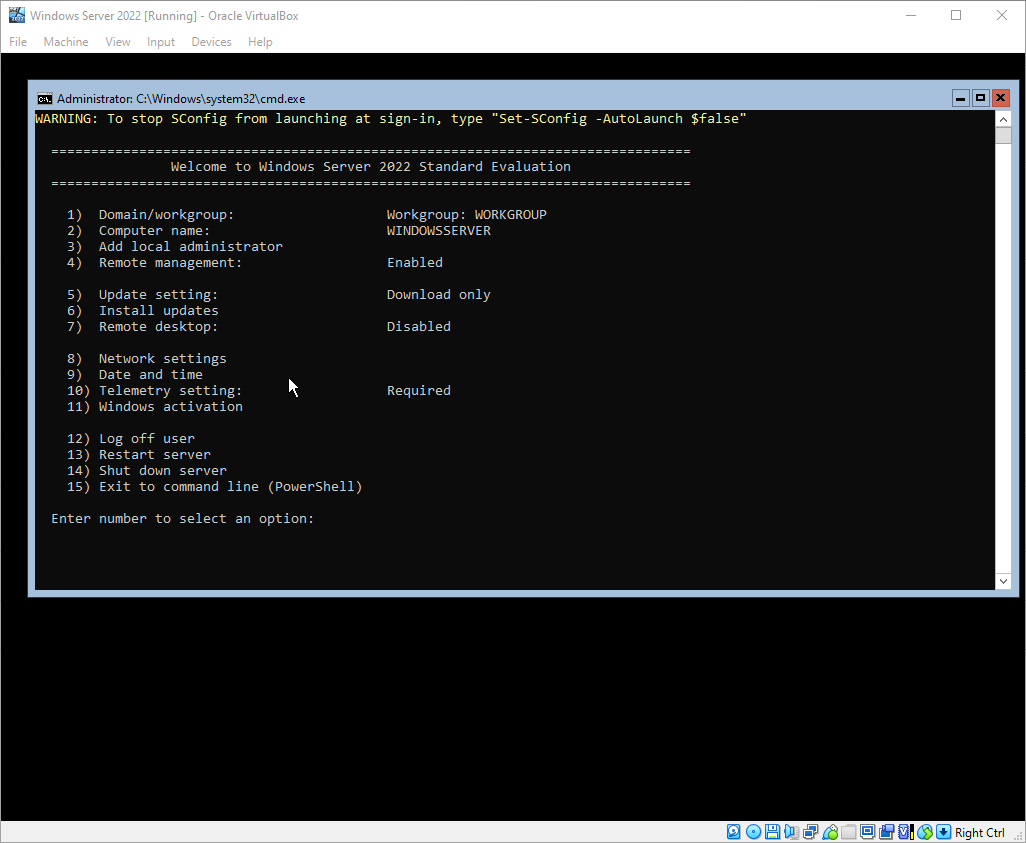 Windows Server 2022 [Running] - Oracle VirtualBox
File Machine View Input Devices Help
Administrator: C:\Windows\system32\cmd.exe
WARNING: To stop SConfig from launching at sign-in, type "Set-SConfig -AutoLaunch $false"
================================================================================
Welcome to Windows Server 2022 Standard Evaluation
================================================================================
1) Domain/workgroup: Workgroup: WORKGROUP
2) Computer name: WINDOWSSERVER
3) Add local administrator
4) Remote management: Enabled
5) Update setting: Download only
6) Install updates
7) Remote desktop: Disabled
8) Network settings
9) Date and time
10) Telemetry setting: Required
11) Windows activation
12) Log off user
13) Restart server
14) Shut down server
15) Exit to command line (PowerShell)
Enter number to select an option:
Right Ctrl